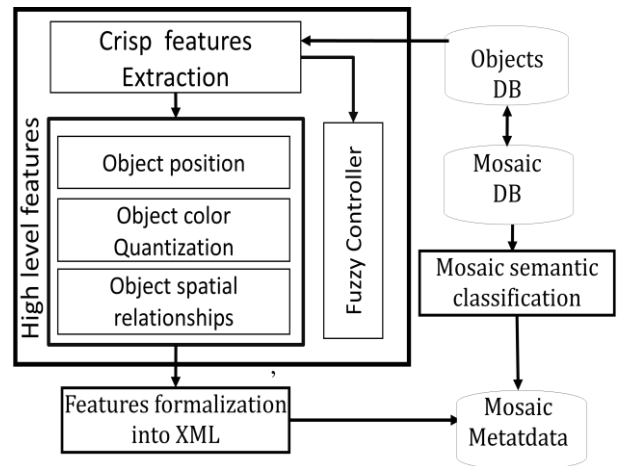 Crisp features
Extraction
Objects
DB
High level features
Object position
Object color
Quantization
Object spatial
relationships
Fuzzy Controller
Mosaic
DB
Mosaic semantic
classification
,
Features formalization
into XML
Mosaic
Metatdata